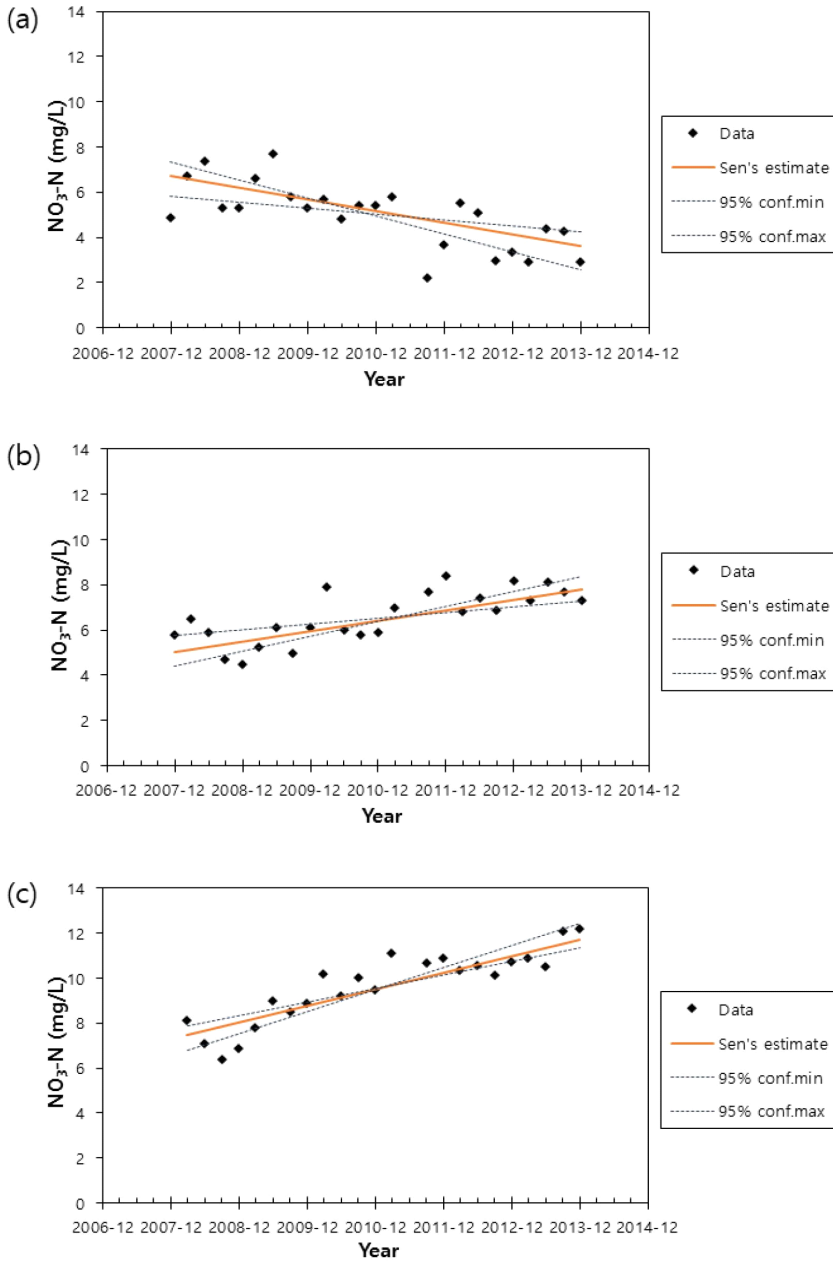 (a)
14
12
10
8
6
4
2
0
NO₃-N (mg/L)
2006-12 2007-12 2008-12 2009-12 2010-12 2011-12 2012-12 2013-12 2014-12
Year
Data
Sen's estimate
95% conf.min
95% conf.max
(b)
14
12
10
8
6
4
2
0
NO₃-N (mg/L)
2006-12 2007-12 2008-12 2009-12 2010-12 2011-12 2012-12 2013-12 2014-12
Year
Data
Sen's estimate
95% conf.min
95% conf.max
(c)
14
12
10
8
6
4
2
0
NO₃-N (mg/L)
2006-12 2007-12 2008-12 2009-12 2010-12 2011-12 2012-12 2013-12 2014-12
Year
Data
Sen's estimate
95% conf.min
95% conf.max